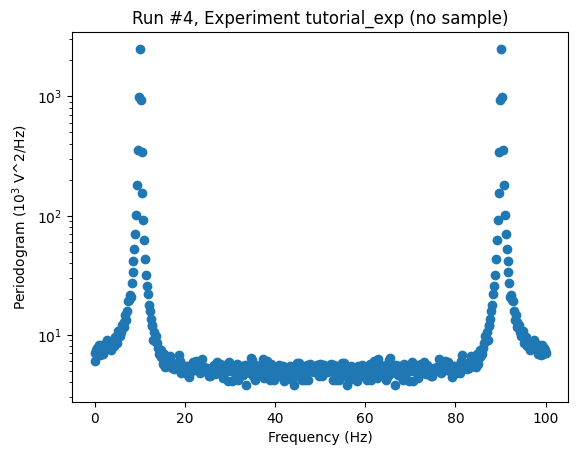 Run #4, Experiment tutorial_exp (no sample)
Periodogram (10^3 V^2/Hz)
10^3
10^2
10^1
0 20 40 60 80 100
Frequency (Hz)